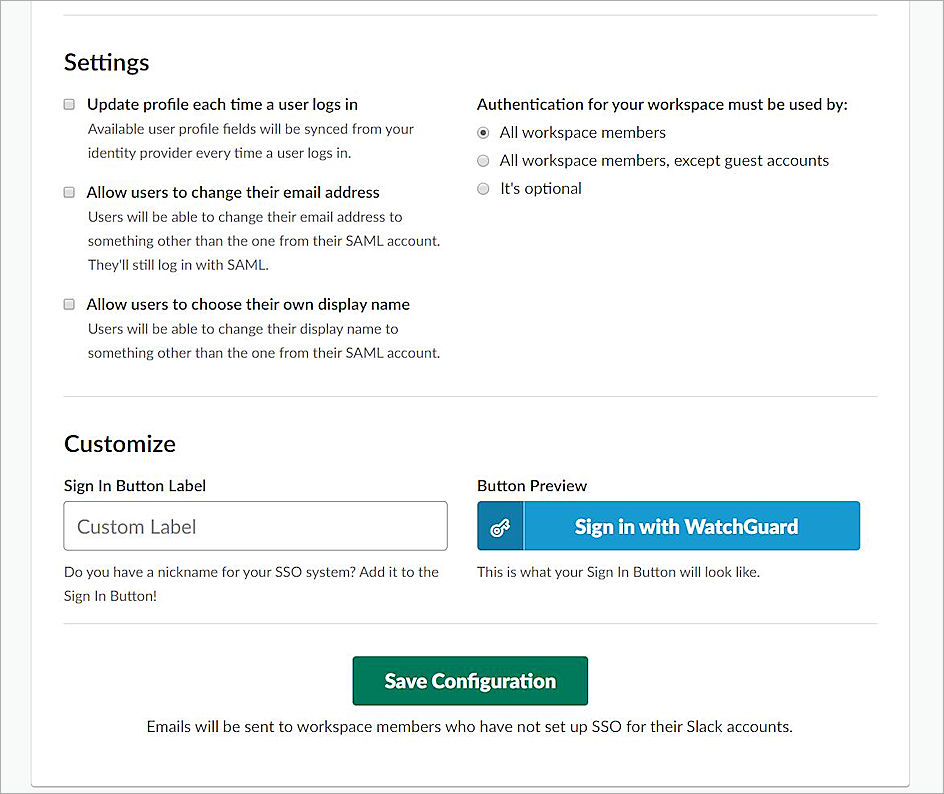 Settings
Update profile each time a user logs in
Available user profile fields will be synced from your
identity provider every time a user logs in.
Allow users to change their email address
Users will be able to change their email address to
something other than the one from their SAML account.
They'll still log in with SAML.
Allow users to choose their own display name
Users will be able to change their display name to
something other than the one from their SAML account.
Authentication for your workspace must be used by:
All workspace members
All workspace members, except guest accounts
It's optional
Customize
Sign In Button Label
Custom Label
Do you have a nickname for your SSO system? Add it to the
Sign In Button!
Button Preview
Sign in with WatchGuard
This is what your Sign In Button will look like.
Save Configuration
Emails will be sent to workspace members who have not set up SSO for their Slack accounts.